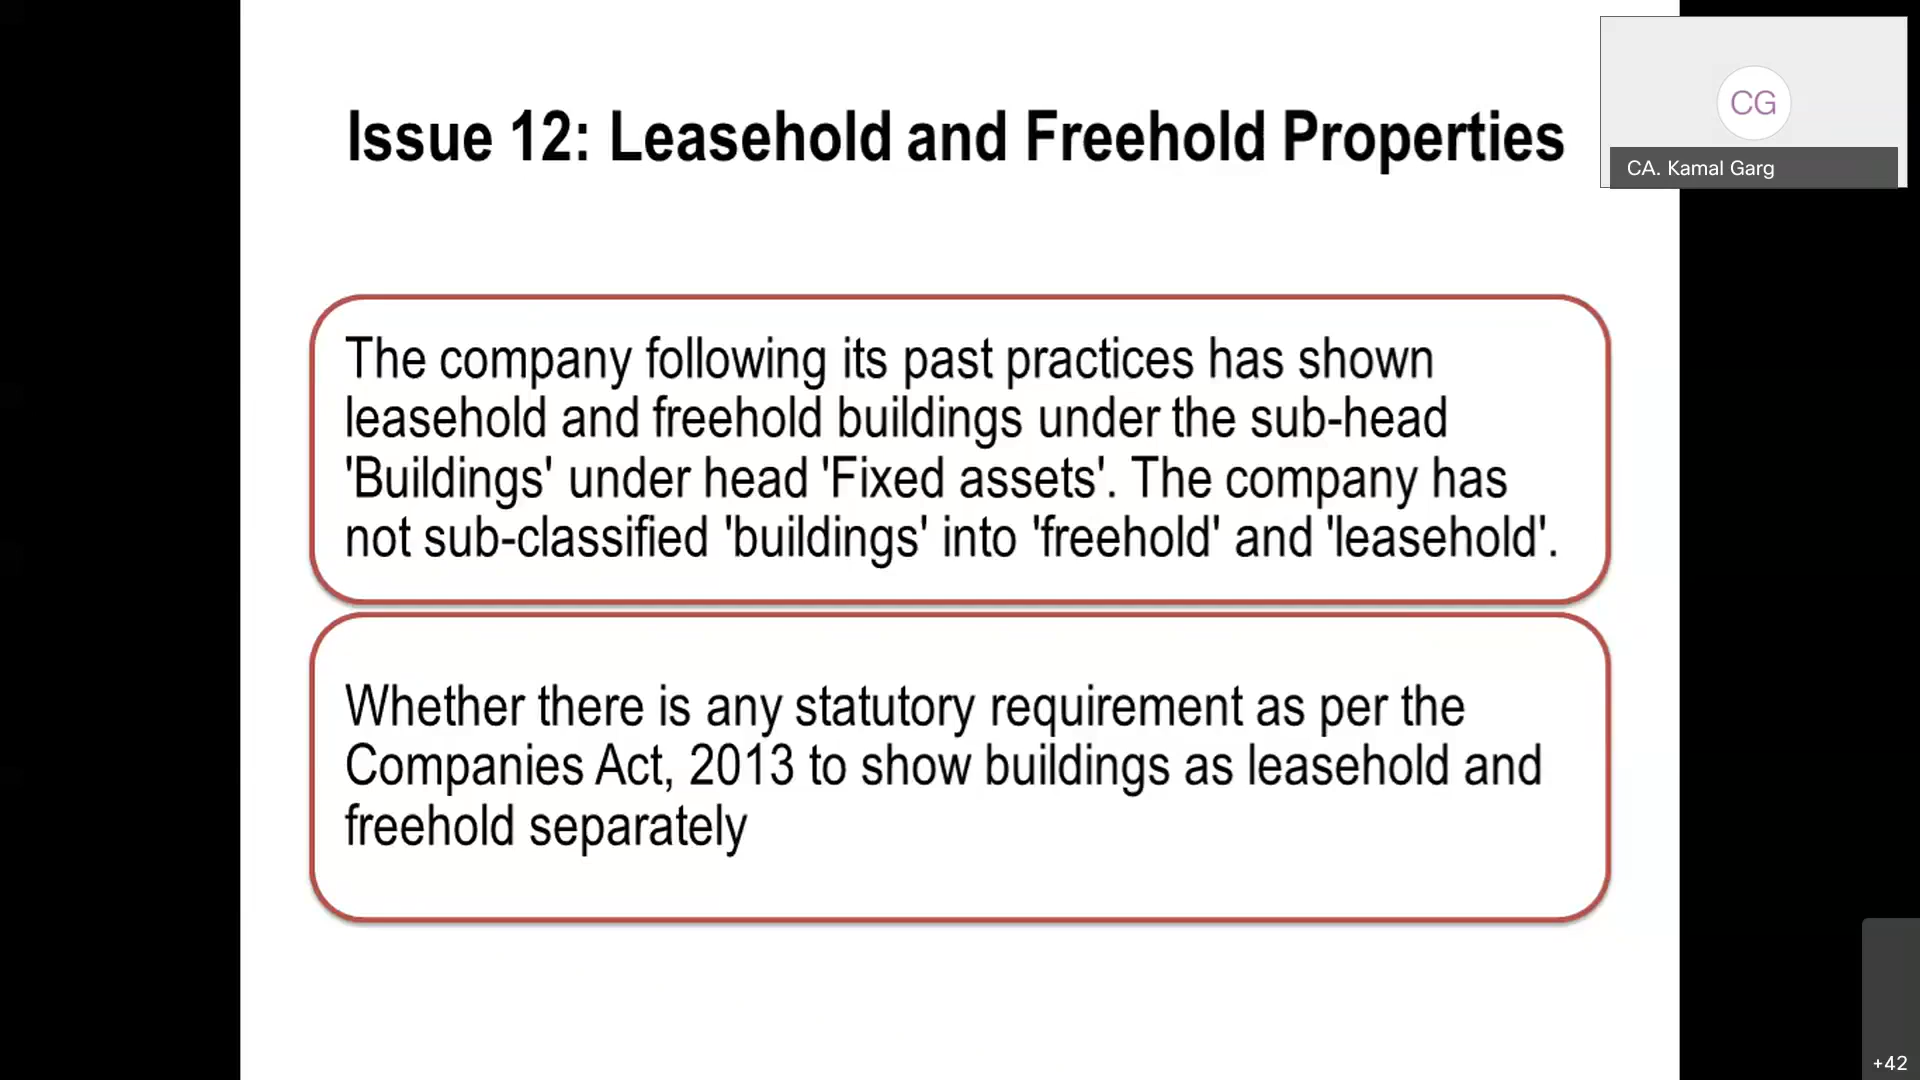 Issue 12: Leasehold and Freehold Properties
CG
CA. Kamal Garg
The company following its past practices has shown
leasehold and freehold buildings under the sub-head
'Buildings' under head 'Fixed assets'. The company has
not sub-classified 'buildings' into 'freehold' and 'leasehold'.
Whether there is any statutory requirement as per the
Companies Act, 2013 to show buildings as leasehold and
freehold separately
+42